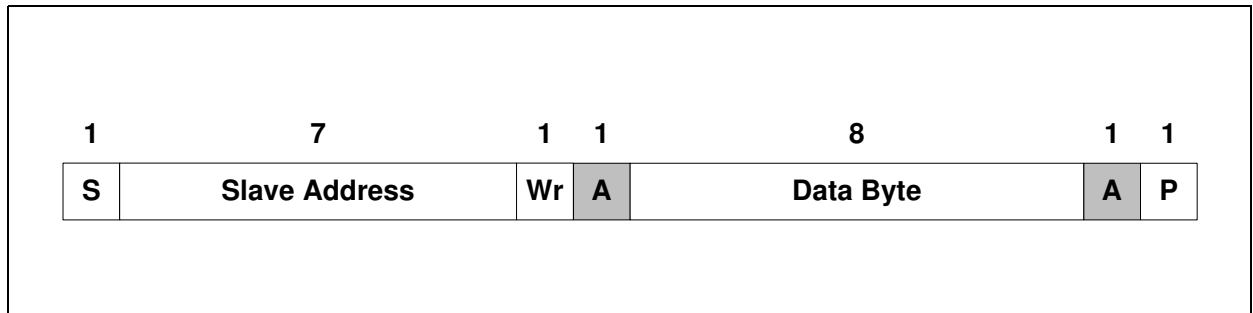 1 7 1 1 8 1 1
S Slave Address Wr A Data Byte A P